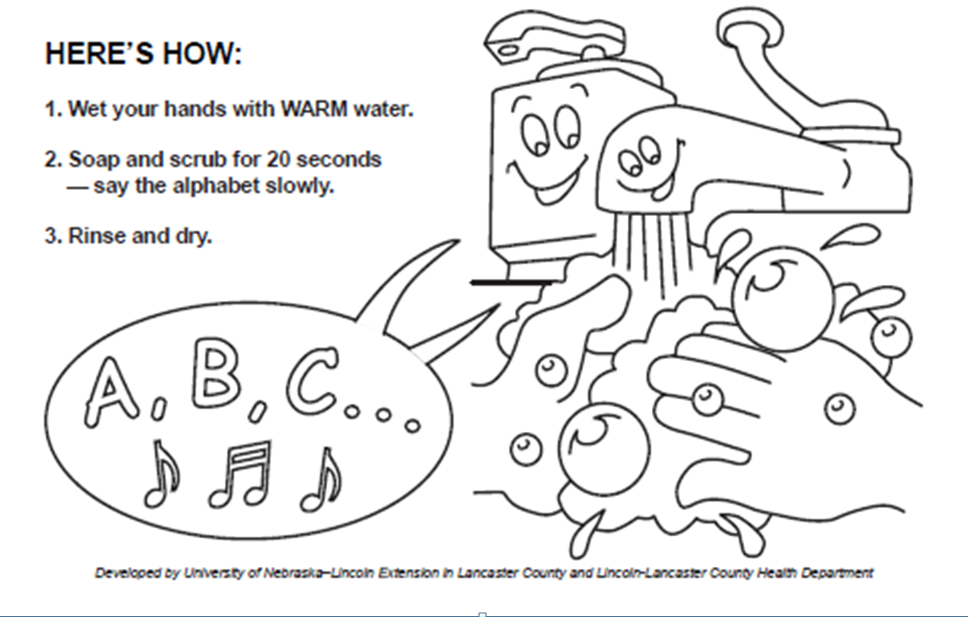 HERE'S HOW:
1. Wet your hands with WARM water.
2. Soap and scrub for 20 seconds
— say the alphabet slowly.
3. Rinse and dry.
A, B, C...
Developed by University of Nebraska–Lincoln Extension in Lancaster County and Lincoln-Lancaster County Health Department